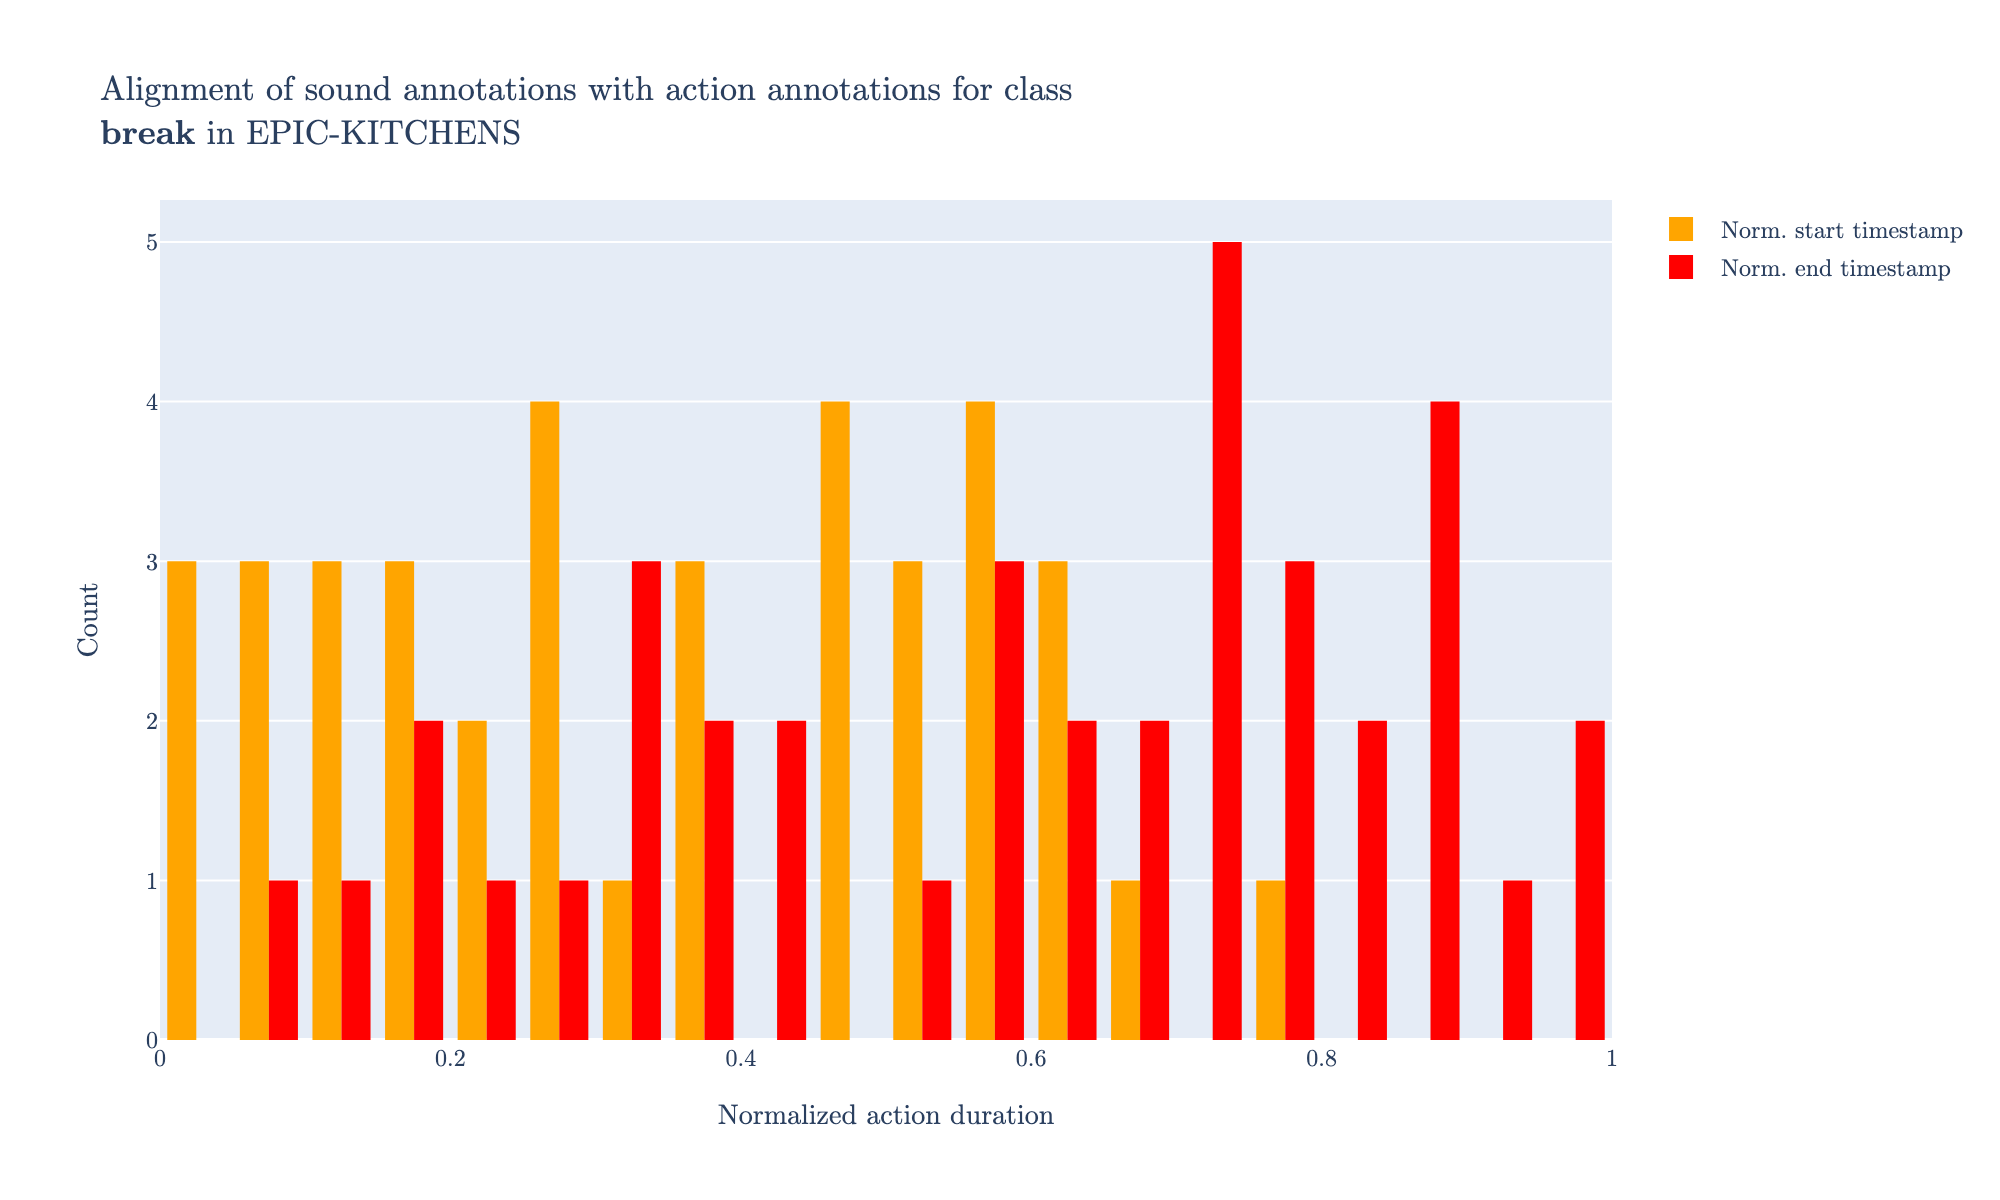 Alignment of sound annotations with action annotations for class
break in EPIC-KITCHENS
Norm. start timestamp
Norm. end timestamp
5
4
3
2
1
0
Count
0 0.2 0.4 0.6 0.8 1
Normalized action duration